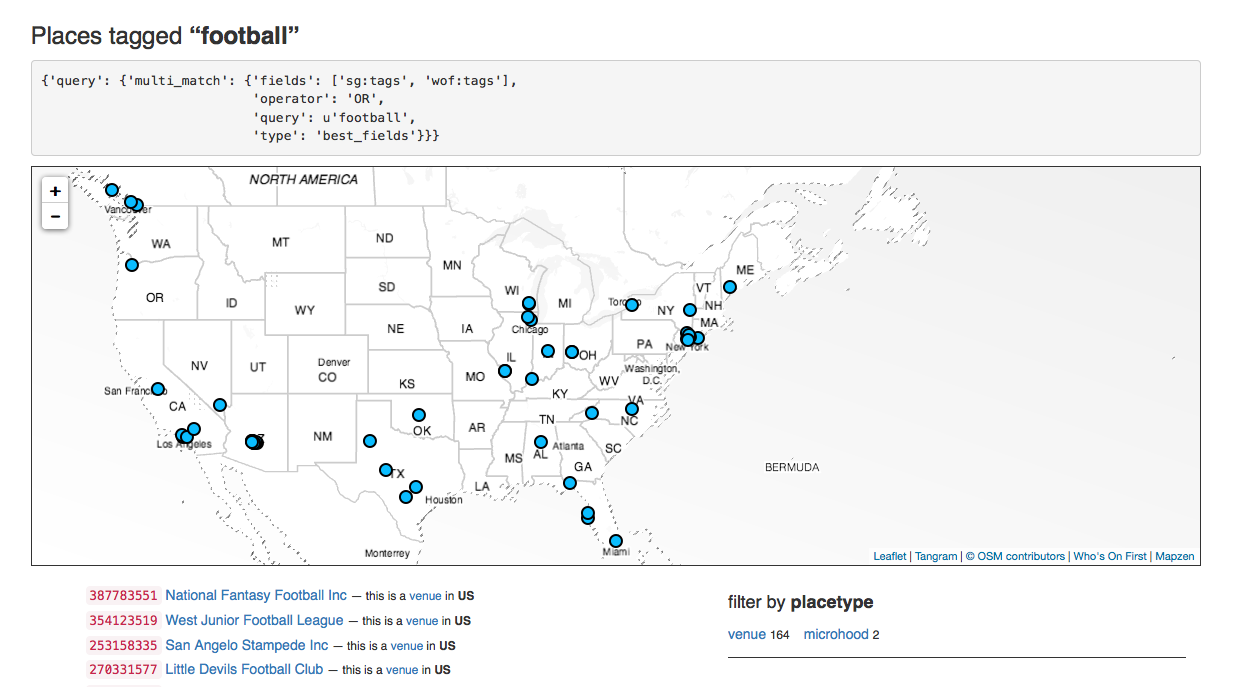 Places tagged “football”
{'query': {'multi_match': {'fields': ['sg:tags', 'wof:tags'],
'operator': 'OR',
'query': u'football',
'type': 'best_fields'}}}
+
−
NORTH AMERICA
Vancouver
WA
MT
ND
MN
ME
OR
ID
SD
WI
MI
VT
WY
Toronto
NY
NH
MA
NE
IA
Chicago
PA
New York
NV
UT
Denver
CO
IL
OH
Washington,
D.C.
San Francisco
KS
MO
WV
CA
KY
VA
OK
AR
TN
NC
Los Angeles
NM
MS
AL
Atlanta
SC
GA
BERMUDA
TX
LA
Houston
Monterrey
Miami
Leaflet | Tangram | © OSM contributors | Who's On First | Mapzen
387783551 National Fantasy Football Inc — this is a venue in US
354123519 West Junior Football League — this is a venue in US
253158335 San Angelo Stampede Inc — this is a venue in US
270331577 Little Devils Football Club — this is a venue in US
filter by placetype
venue 164 microhood 2